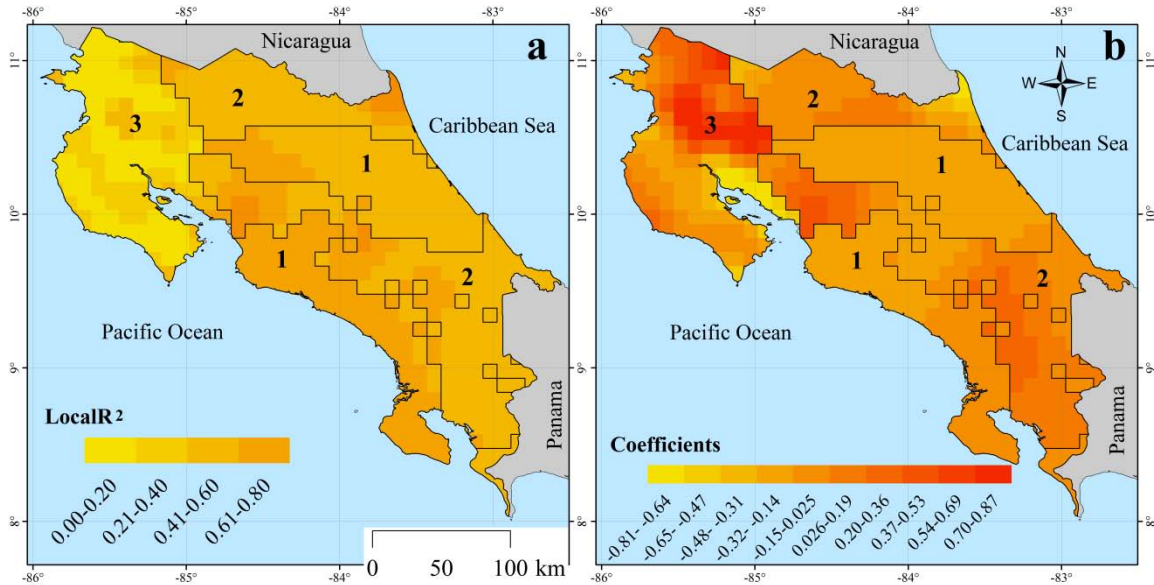 -86° -85° -84° -83° -86° -85° -84° -83°
Nicaragua a Nicaragua b
11° 11°
N
W E
S
2 2
3 3
Caribbean Sea Caribbean Sea
1 1
10° 10°
1 1
2 2
Pacific Ocean Pacific Ocean
9° 9°
Panama Panama
LocalR²
0.00-0.20
0.21-0.40
0.41-0.60
0.61-0.80
8° 8°
0 50 100 km
Coefficients
-0.81- -0.64
-0.65- -0.47
-0.48- -0.31
-0.32- -0.14
-0.15-0.025
0.026-0.19
0.20-0.36
0.37-0.53
0.54-0.69
0.70-0.87
-86° -85° -84° -83° -86° -85° -84° -83°